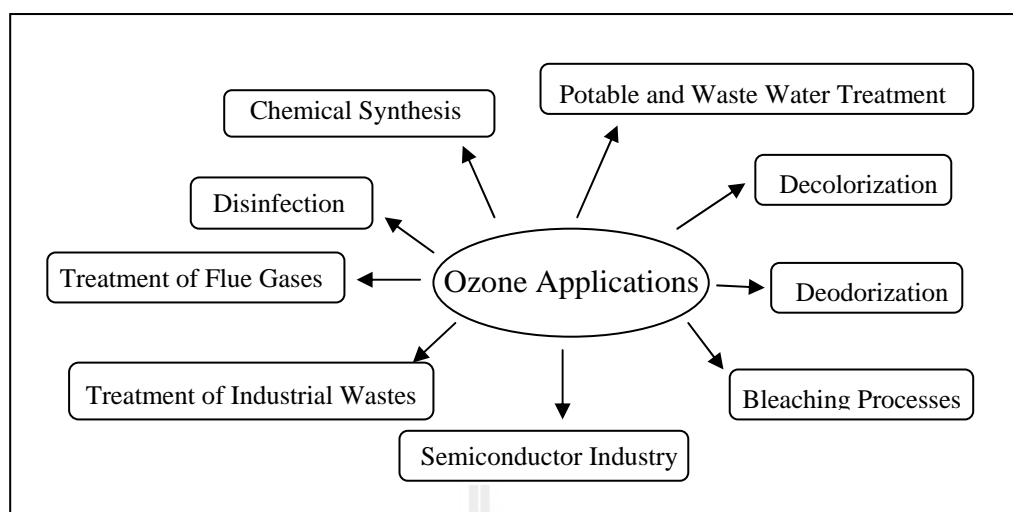 Potable and Waste Water Treatment
Chemical Synthesis
Decolorization
Disinfection
Treatment of Flue Gases
Ozone Applications
Deodorization
Treatment of Industrial Wastes
Bleaching Processes
Semiconductor Industry